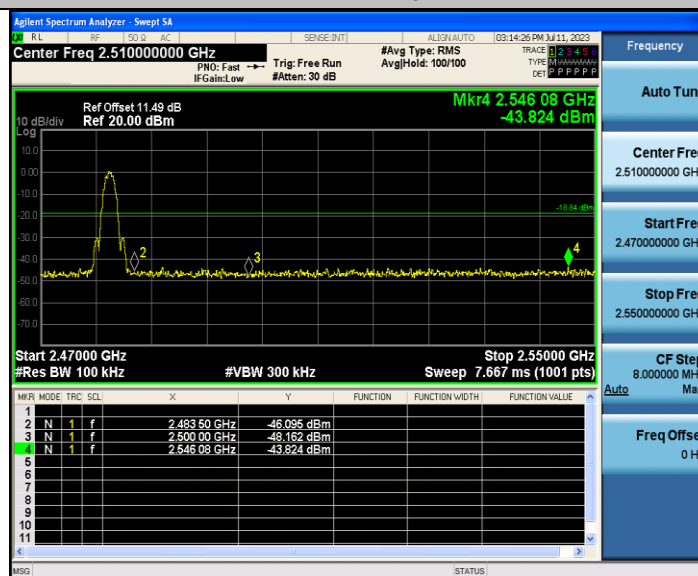 Agilent Spectrum Analyzer - Swept SA
LXI RL RF 50 Ω AC SENSE:INT ALIGN AUTO 03:14:26 PM Jul 11, 2023
Center Freq 2.510000000 GHz #Avg Type: RMS TRACE 1 2 3 4 5 6
PNO: Fast Trig: Free Run Avg|Hold: 100/100 TYPE M
IFGain:Low #Atten: 30 dB DET P P P P P P
Ref Offset 11.49 dB Mkr4 2.546 08 GHz
10 dB/div Ref 20.00 dBm -43.824 dBm
Log
10.0
0.00
-10.0
-18.84 dBm
-20.0
-30.0
2 3 4
-40.0
-50.0
-60.0
-70.0
Start 2.47000 GHz Stop 2.55000 GHz
#Res BW 100 kHz #VBW 300 kHz Sweep 7.667 ms (1001 pts)
MKR MODE TRC SCL X Y FUNCTION FUNCTION WIDTH FUNCTION VALUE
1
2 N 1 f 2.483 50 GHz -46.095 dBm
3 N 1 f 2.500 00 GHz -48.162 dBm
4 N 1 f 2.546 08 GHz -43.824 dBm
5
6
7
8
9
10
11
MSG STATUS
Frequency
Auto Tun
Center Fre
2.510000000 GH
Start Fre
2.470000000 GH
Stop Fre
2.550000000 GH
CF Step
8.000000 MH
Auto Ma
Freq Offse
0 H